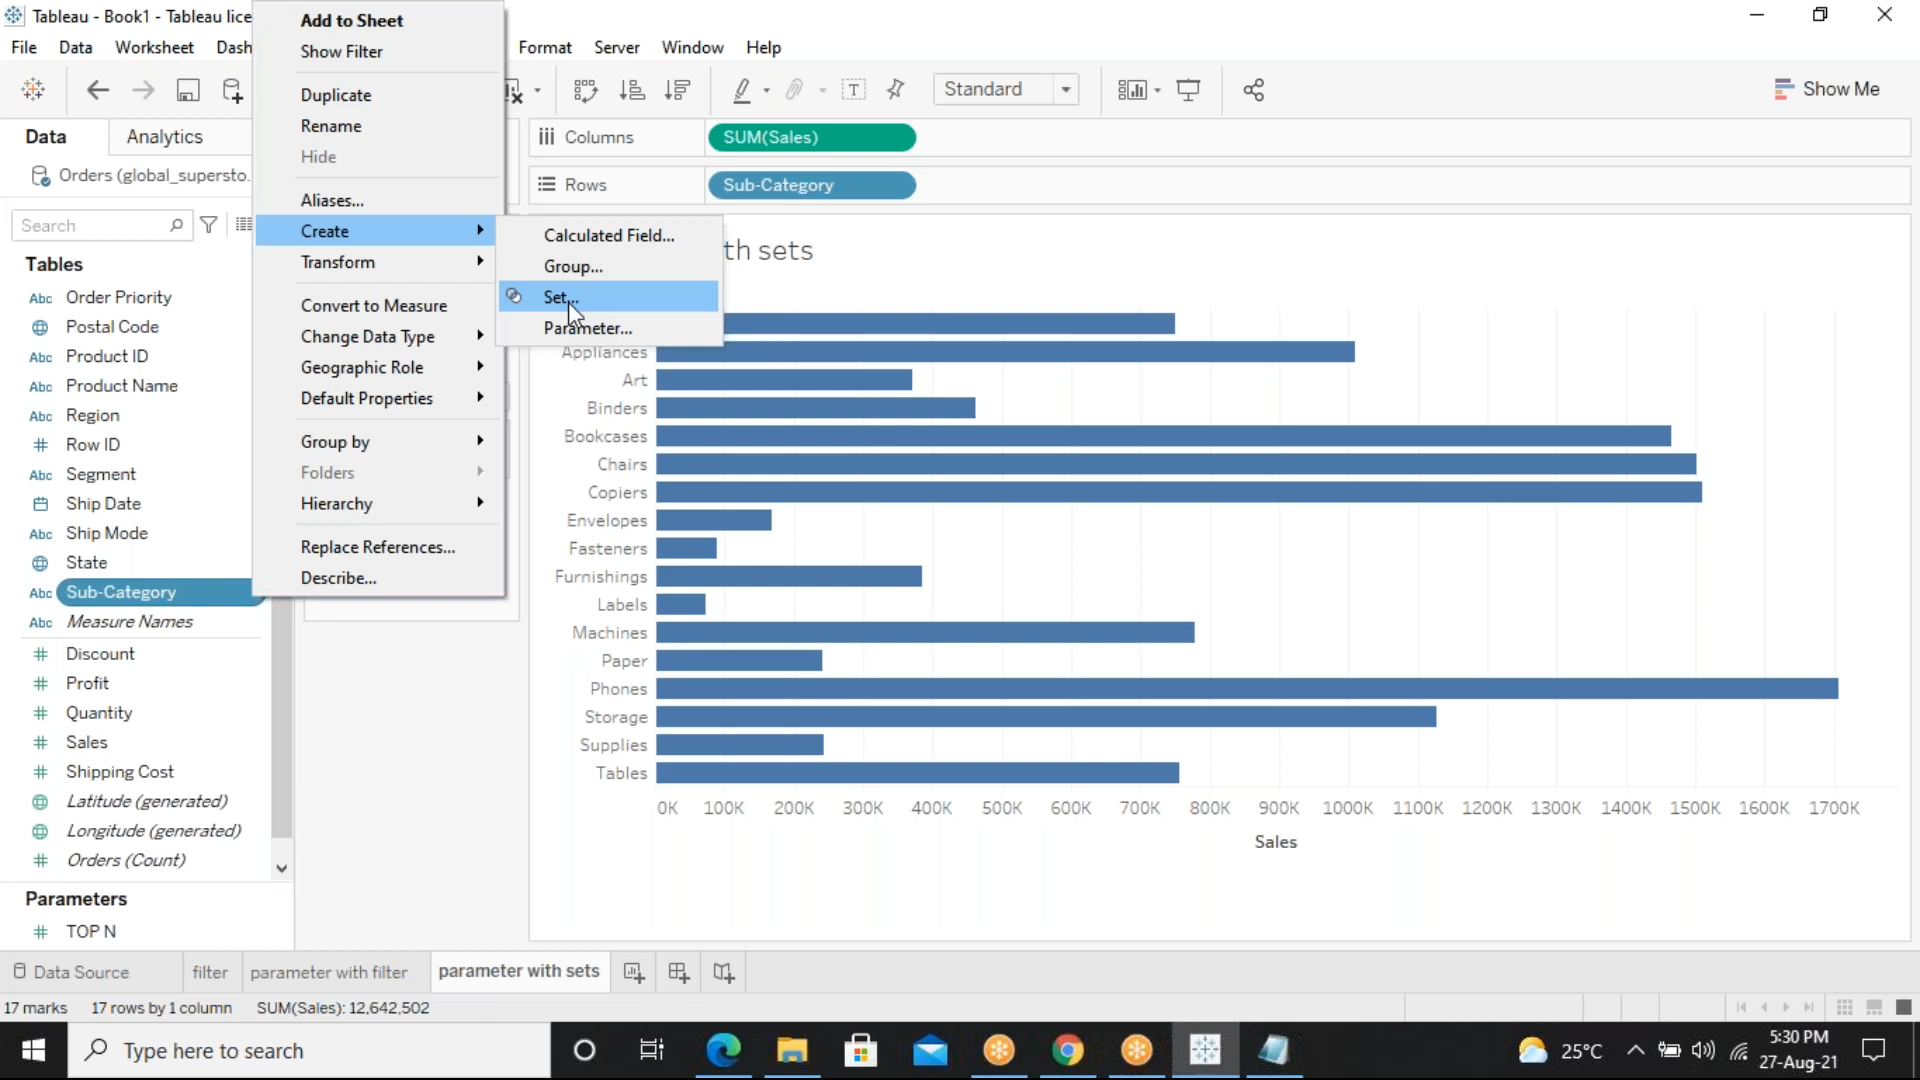 Tableau - Book1 - Tableau lice
File Data Worksheet Dash Format Server Window Help
Standard
Show Me
Data Analytics
Orders (global_supersto.
Search
Tables
Abc Order Priority
Postal Code
Abc Product ID
Abc Product Name
Abc Region
# Row ID
Abc Segment
Ship Date
Abc Ship Mode
State
Abc Sub-Category
Abc Measure Names
# Discount
# Profit
# Quantity
# Sales
# Shipping Cost
Latitude (generated)
Longitude (generated)
# Orders (Count)
Parameters
# TOP N
Add to Sheet
Show Filter
Duplicate
Rename
Hide
Aliases...
Create
Transform
Convert to Measure
Change Data Type
Geographic Role
Default Properties
Group by
Folders
Hierarchy
Replace References...
Describe...
Calculated Field...
Group...
Set...
Parameter...
Columns SUM(Sales)
Rows Sub-Category
th sets
Appliances
Art
Binders
Bookcases
Chairs
Copiers
Envelopes
Fasteners
Furnishings
Labels
Machines
Paper
Phones
Storage
Supplies
Tables
0K 100K 200K 300K 400K 500K 600K 700K 800K 900K 1000K 1100K 1200K 1300K 1400K 1500K 1600K 1700K
Sales
Data Source filter parameter with filter parameter with sets
17 marks 17 rows by 1 column SUM(Sales): 12,642,502
Type here to search
25°C
5:30 PM
27-Aug-21